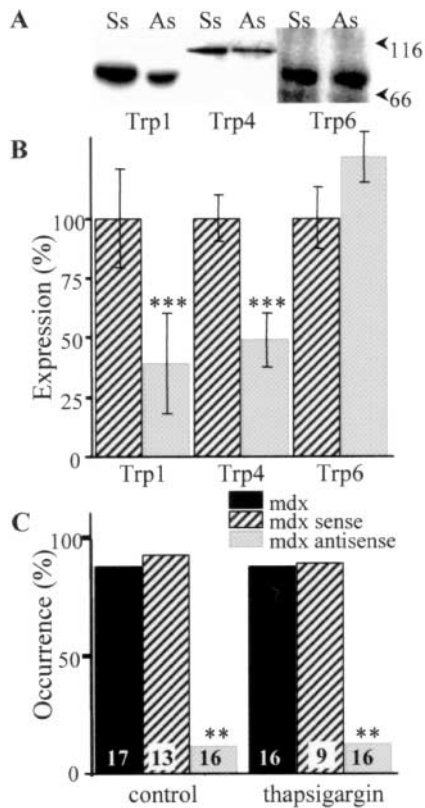 A Ss As Ss As Ss As
116
66
Trp1 Trp4 Trp6
B
Expression (%)
100
75
50
25
0
*** ***
Trp1 Trp4 Trp6
mdx
mdx sense
mdx antisense
C
Occurrence (%)
100
50
0
** **
17 13 16 16 9 16
control thapsigargin